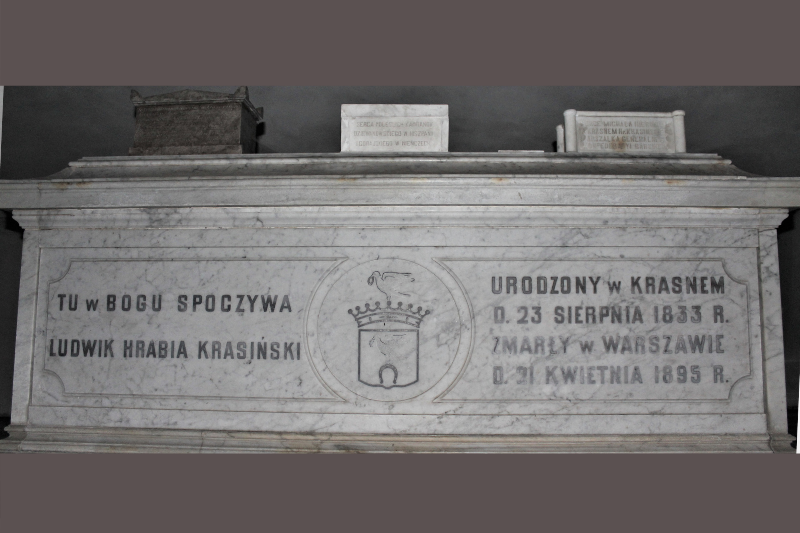 TU w BOGU SPOCZYWA
LUDWIK HRABIA KRASIŃSKI
URODZONY w KRASNEM
D. 23 SIERPNIA 1833 R.
ZMARŁY w WARSZAWIE
D. 21 KWIETNIA 1895 R.